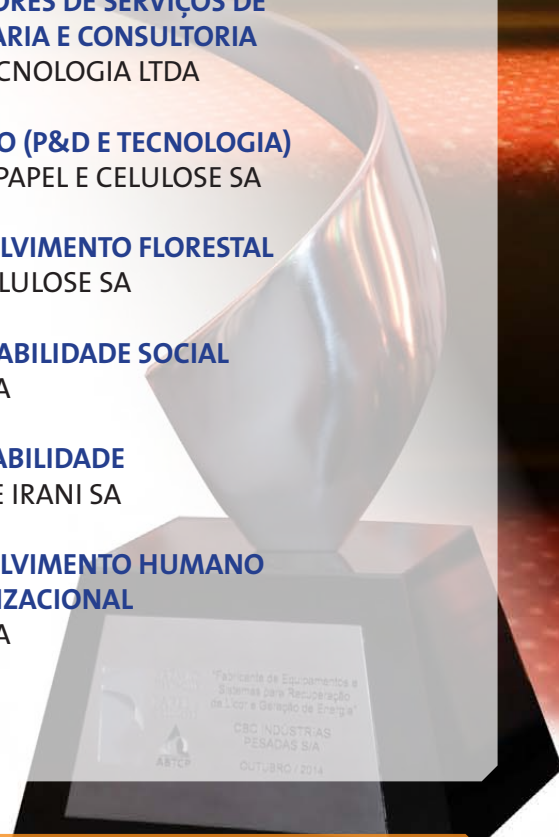 ORES DE SERVIÇOS DE
ARIA E CONSULTORIA
CNOLOGIA LTDA
O (P&D E TECNOLOGIA)
PAPEL E CELULOSE SA
LVIMENTO FLORESTAL
LULOSE SA
ABILIDADE SOCIAL
A
ABILIDADE
E IRANI SA
LVIMENTO HUMANO
IZACIONAL
A
"Fabricante de Equipamentos e
Sistemas para Recuperação
de Licor e Geração de Energia"
CBC INDÚSTRIAS
PESADAS S/A
OUTUBRO / 2014
ABTCP